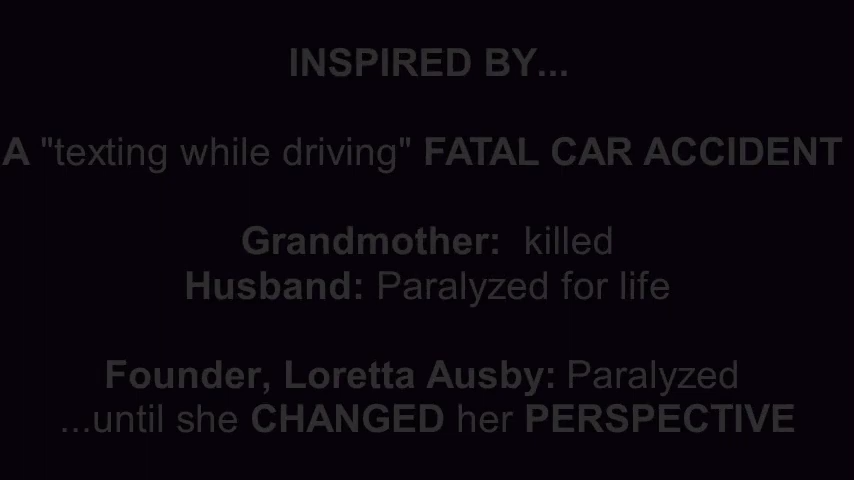 INSPIRED BY...
A "texting while driving" FATAL CAR ACCIDENT
Grandmother: killed
Husband: Paralyzed for life
Founder, Loretta Ausby: Paralyzed
...until she CHANGED her PERSPECTIVE